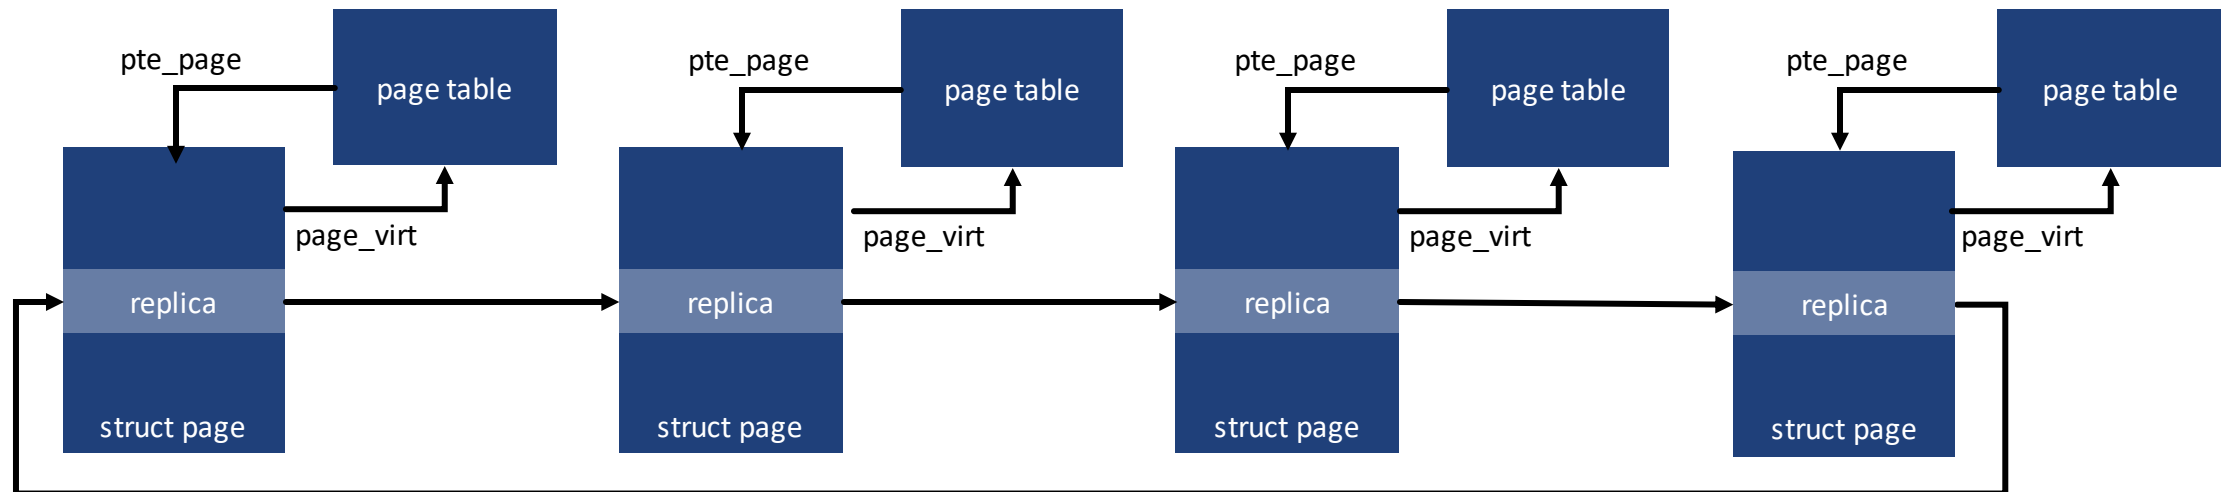 pte_page
page table
pte_page
page table
pte_page
page table
pte_page
page table
page_virt
page_virt
page_virt
page_virt
replica
replica
replica
replica
struct page
struct page
struct page
struct page